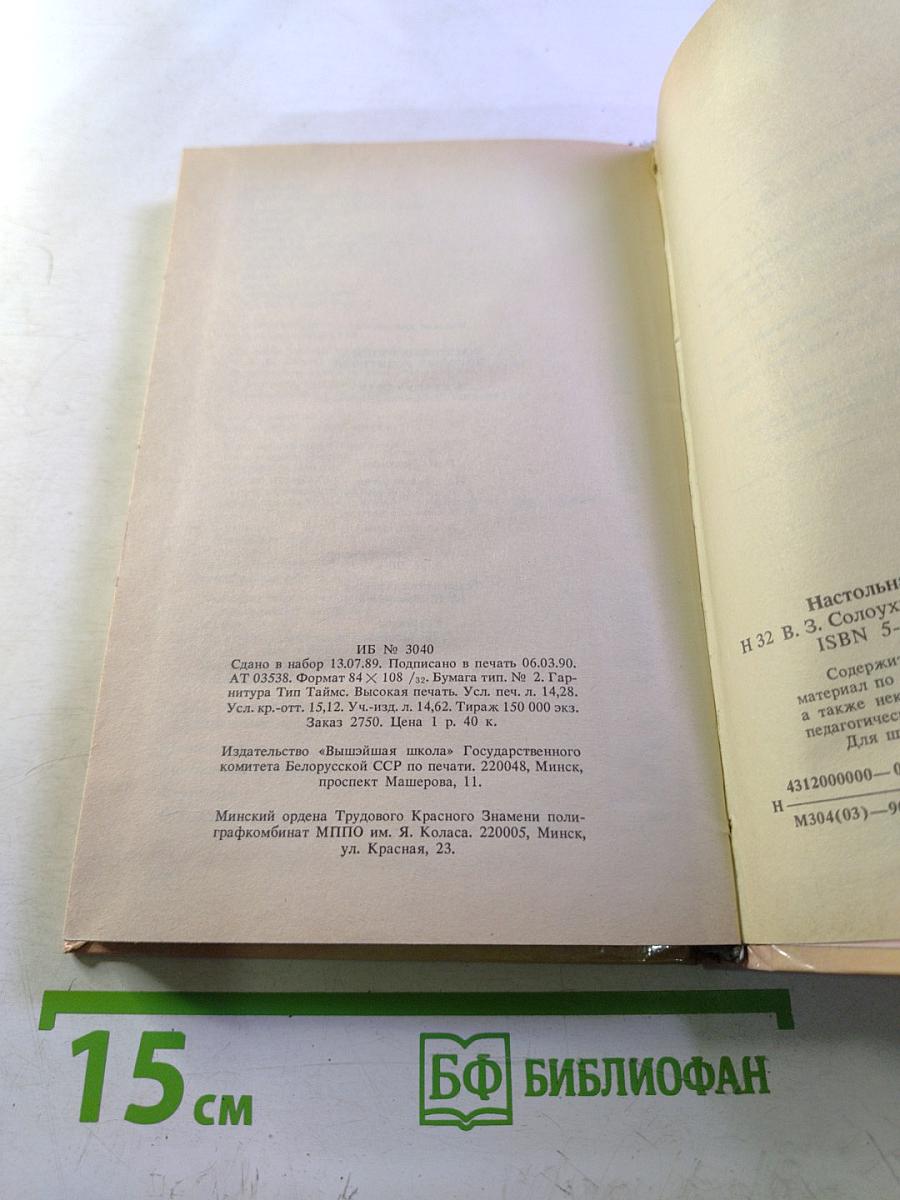 ИБ № 3040
Сдано в набор 13.07.89. Подписано в печать 06.03.90.
АТ 03538. Формат 84 × 108 /32. Бумага тип. № 2. Гар-
нитура Тип Таймс. Высокая печать. Усл. печ. л. 14,28.
Усл. кр.-отт. 15,12. Уч.-изд. л. 14,62. Тираж 150 000 экз.
Заказ 2750. Цена 1 р. 40 к.
Издательство «Вышэйшая школа» Государственного
комитета Белорусской ССР по печати. 220048, Минск,
проспект Машерова, 11.
Минский ордена Трудового Красного Знамени поли-
графкомбинат МППО им. Я. Коласа. 220005, Минск,
ул. Красная, 23.
Настольн
Н 32 В. З. Солоух
ISBN 5-
Содержит
материал по
а также нек
педагогичес
Для ш
4312000000—0
Н
М304(03)—90
15 см
БФ БИБЛИОФАН